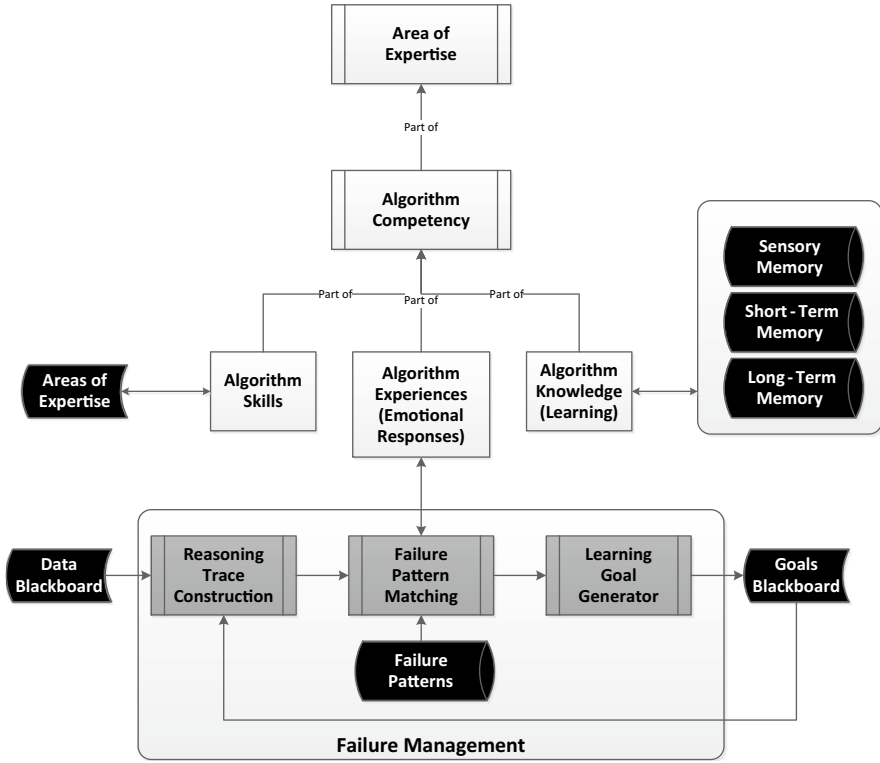 Area of
Expertise
Part of
Algorithm
Competency
Sensory
Memory
Short - Term
Memory
Long - Term
Memory
Part of
Part of
Part of
Areas of
Expertise
Algorithm
Skills
Algorithm
Experiences
(Emotional
Responses)
Algorithm
Knowledge
(Learning)
Data
Blackboard
Reasoning
Trace
Construction
Failure
Pattern
Matching
Learning
Goal
Generator
Goals
Blackboard
Failure
Patterns
Failure Management